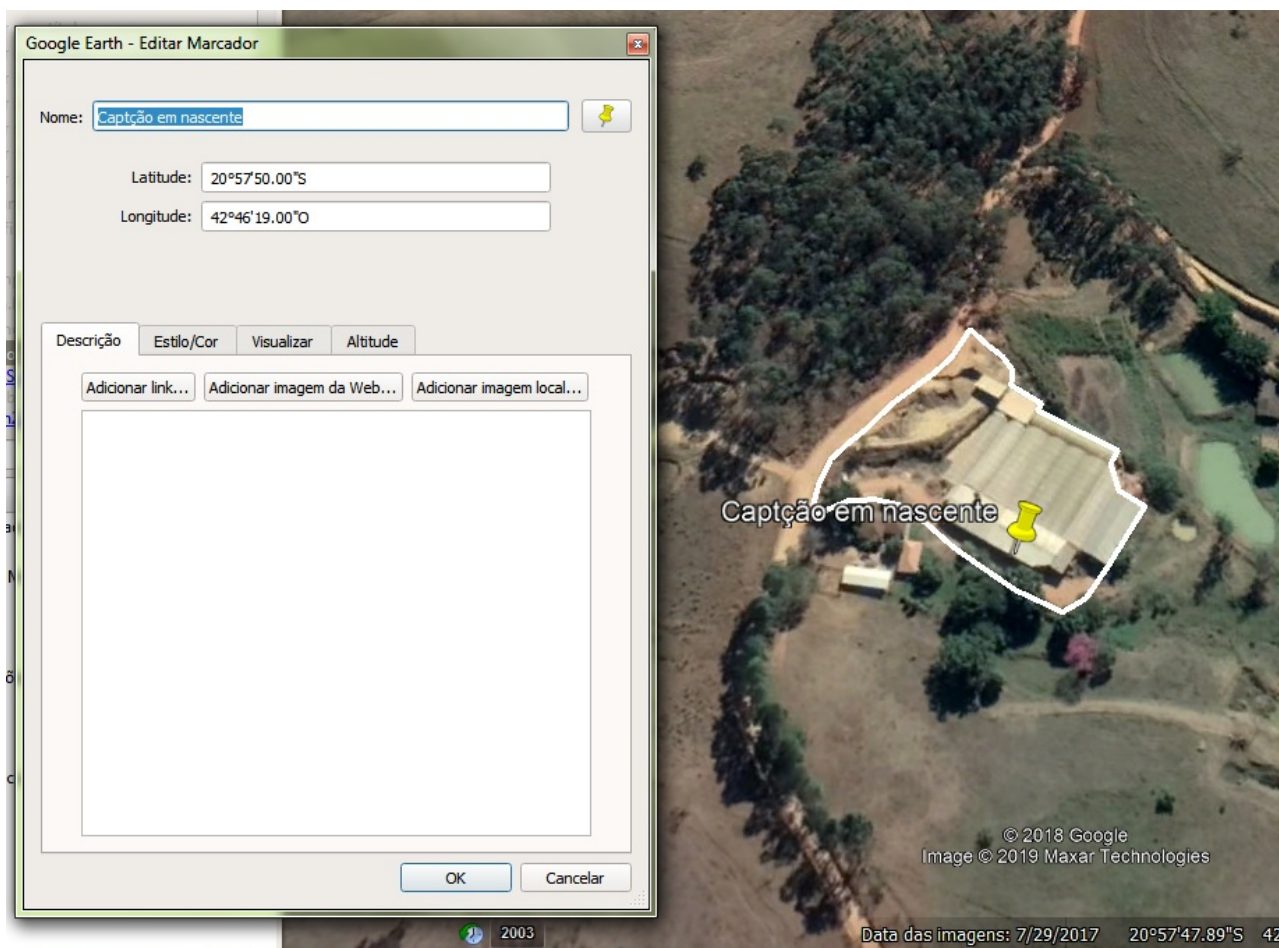 Google Earth - Editar Marcador
Nome: Captção em nascente
Latitude: 20°57'50.00"S
Longitude: 42°46'19.00"O
Descrição Estilo/Cor Visualizar Altitude
Adicionar link... Adicionar imagem da Web... Adicionar imagem local...
OK Cancelar
Captção em nascente
© 2018 Google
Image © 2019 Maxar Technologies
2003
Data das imagens: 7/29/2017 20°57'47.89"S 42